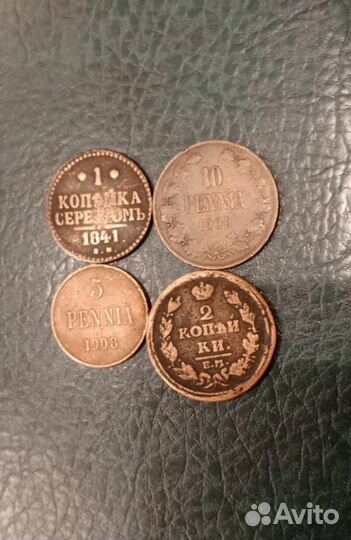 · 1 ·
КОПѢЙКА
СЕРЕБРОМЪ
1841.
10
PENNIÄ
5
PENNIÄ
1908
2
КОПѢЙ
КИ.
Е.М.
Avito